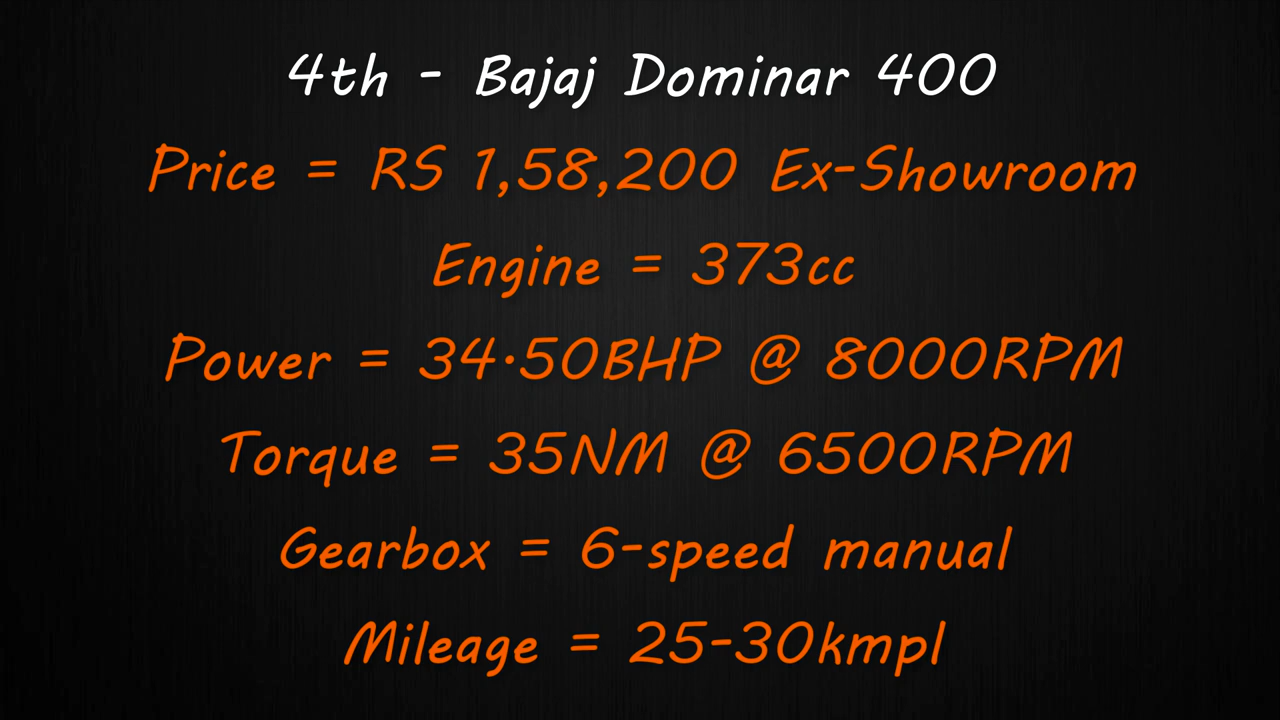 4th - Bajaj Dominar 400
Price = RS 1,58,200 Ex-Showroom
Engine = 373cc
Power = 34.50BHP @ 8000RPM
Torque = 35NM @ 6500RPM
Gearbox = 6-speed manual
Mileage = 25-30kmpl